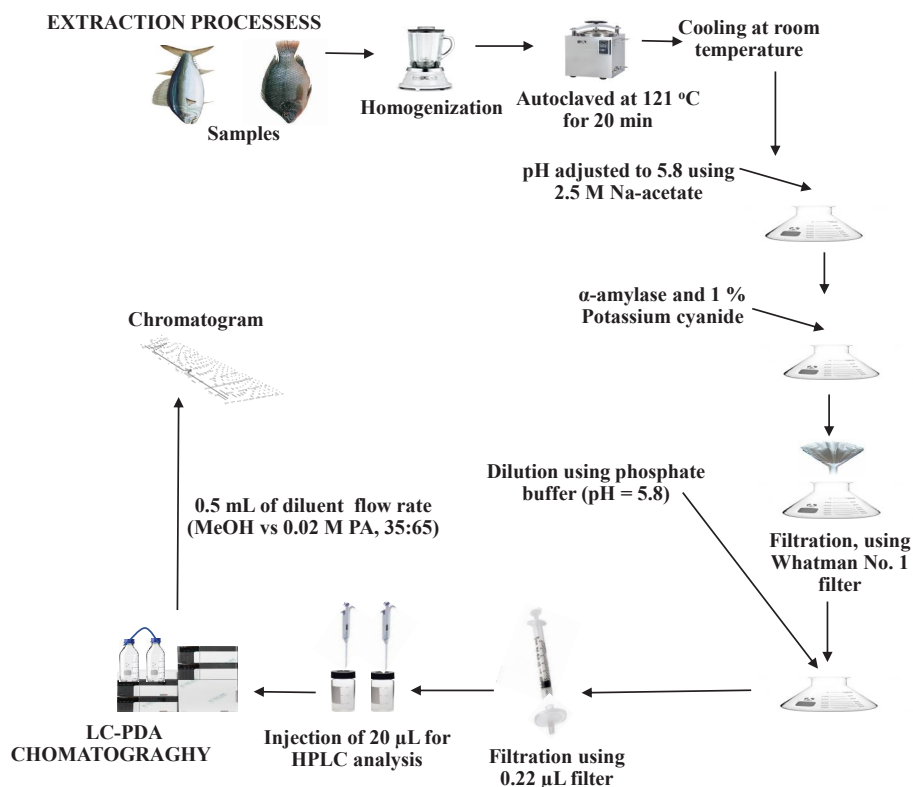 EXTRACTION PROCESSESS
Samples
Homogenization
Autoclaved at 121 °C
for 20 min
Cooling at room
temperature
pH adjusted to 5.8 using
2.5 M Na-acetate
α-amylase and 1 %
Potassium cyanide
Filtration, using
Whatman No. 1
filter
Dilution using phosphate
buffer (pH = 5.8)
Filtration using
0.22 µL filter
Injection of 20 µL for
HPLC analysis
LC-PDA
CHOMATOGRAGHY
0.5 mL of diluent flow rate
(MeOH vs 0.02 M PA, 35:65)
Chromatogram